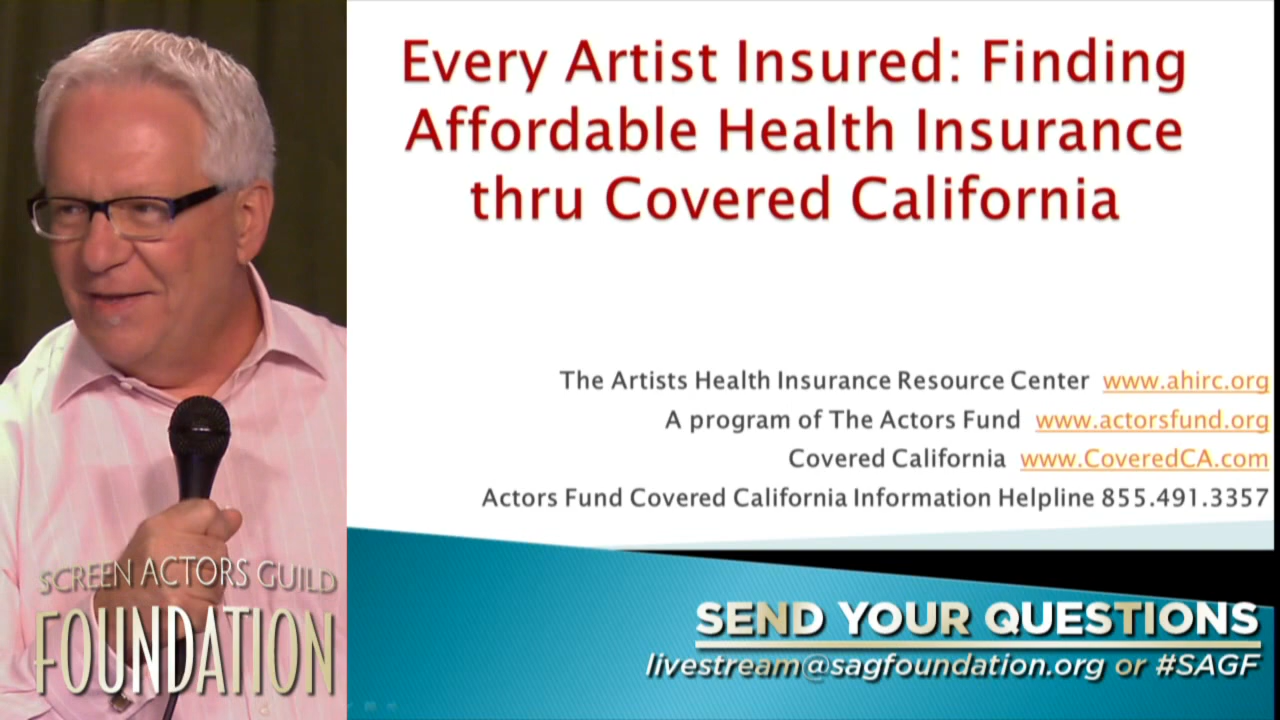 Every Artist Insured: Finding
Affordable Health Insurance
thru Covered California
The Artists Health Insurance Resource Center www.ahirc.org
A program of The Actors Fund www.actorsfund.org
Covered California www.CoveredCA.com
Actors Fund Covered California Information Helpline 855.491.3357
SCREEN ACTORS GUILD
FOUNDATION
SEND YOUR QUESTIONS
livestream@sagfoundation.org or #SAGF